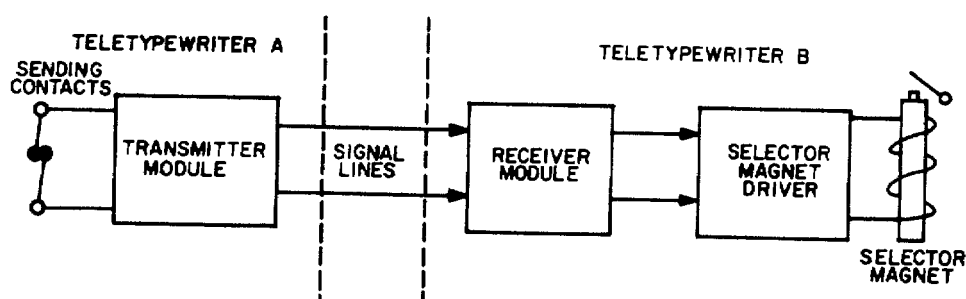 TELETYPEWRITER A
TELETYPEWRITER B
SENDING
CONTACTS
TRANSMITTER
MODULE
SIGNAL
LINES
RECEIVER
MODULE
SELECTOR
MAGNET
DRIVER
SELECTOR
MAGNET